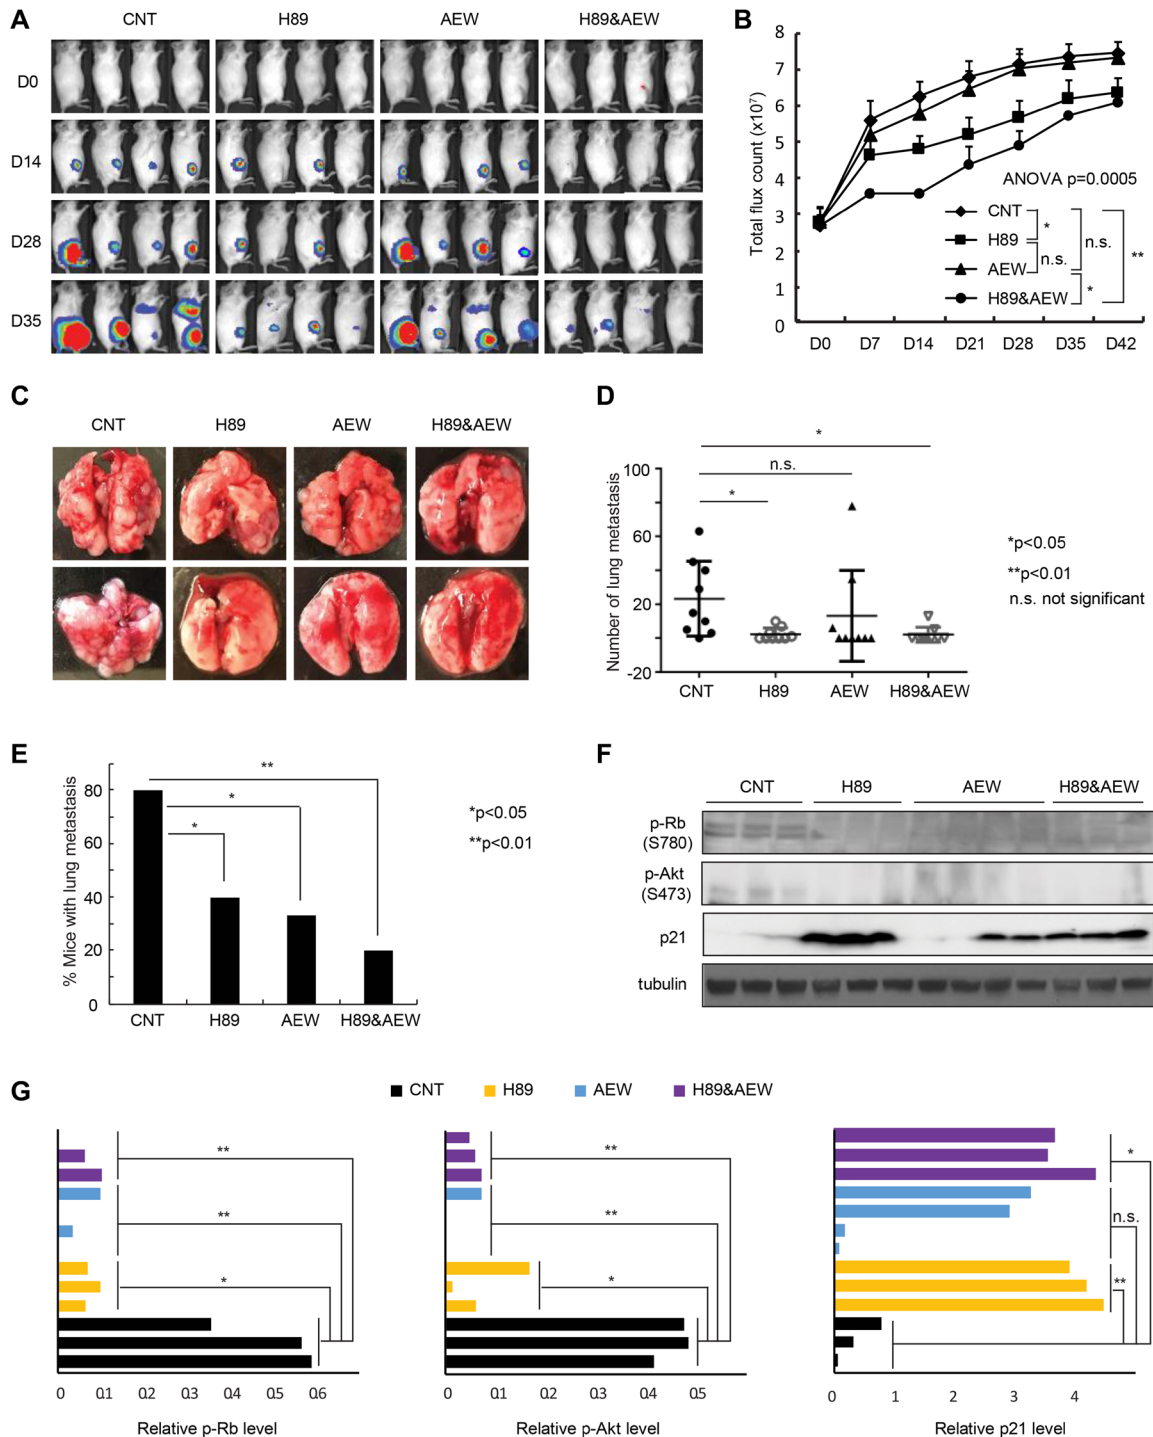 A
CNT H89 AEW H89&AEW
D0
D14
D28
D35
B
Total flux count (x10⁷)
8
7
6
5
4
3
2
1
0
D0 D7 D14 D21 D28 D35 D42
ANOVA p=0.0005
CNT
H89
AEW
H89&AEW
*
n.s.
n.s.
*
**
C
CNT H89 AEW H89&AEW
D
Number of lung metastasis
100
60
20
-20
*
n.s.
*
CNT H89 AEW H89&AEW
*p<0.05
**p<0.01
n.s. not significant
E
% Mice with lung metastasis
80
60
40
20
0
**
*
*
CNT H89 AEW H89&AEW
*p<0.05
**p<0.01
F
CNT H89 AEW H89&AEW
p-Rb
(S780)
p-Akt
(S473)
p21
tubulin
G
CNT H89 AEW H89&AEW
**
**
*
0 0.1 0.2 0.3 0.4 0.5 0.6
Relative p-Rb level
**
**
*
0 0.1 0.2 0.3 0.4 0.5
Relative p-Akt level
*
n.s.
**
0 1 2 3 4
Relative p21 level